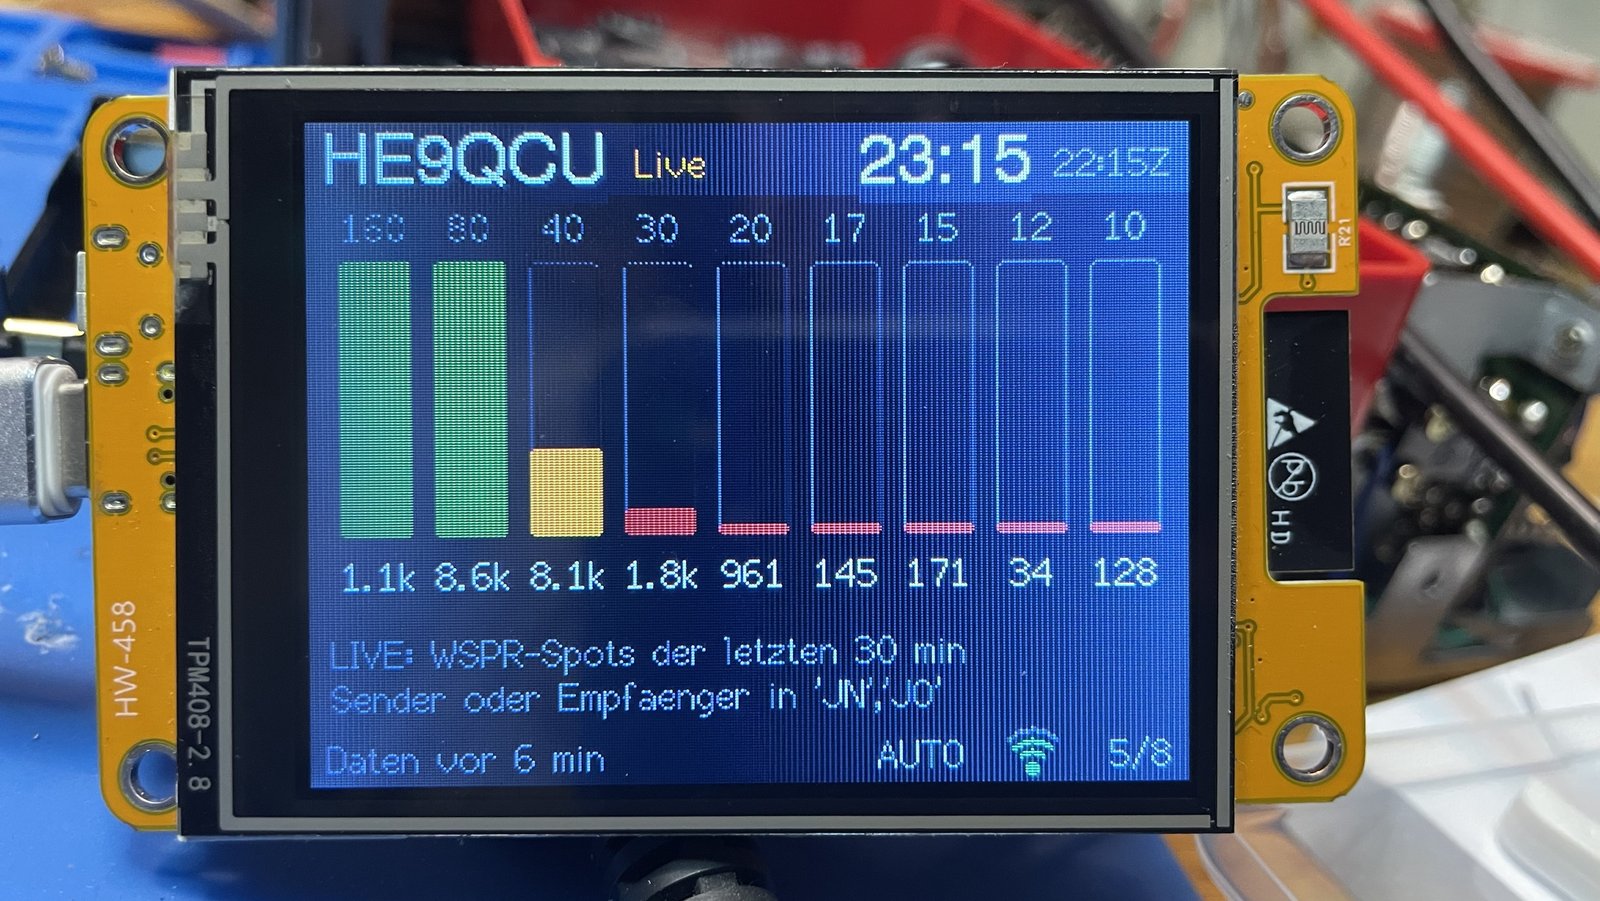 HE9QCU Live 23:15 22:15Z
160 80 40 30 20 17 15 12 10
1.1k 8.6k 8.1k 1.8k 961 145 171 34 128
LIVE: WSPR-Spots der letzten 30 min
Sender oder Empfaenger in 'JN','JO'
Daten vor 6 min AUTO 5/8
HW-458
TPM408-2.8
R21
Pb
H.D.